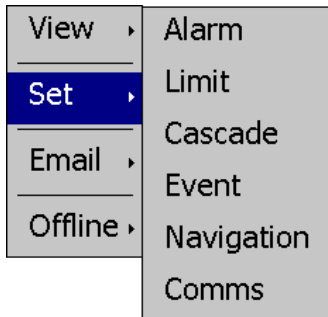 View
Set
Email
Offline
Alarm
Limit
Cascade
Event
Navigation
Comms